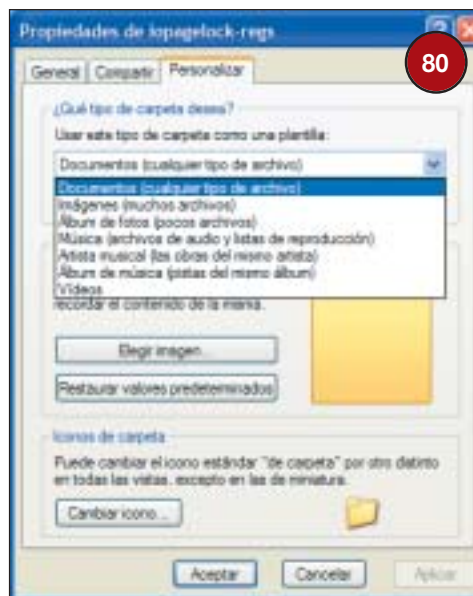 Propiedades de iopagelock-regs
80
General Compartir Personalizar
¿Qué tipo de carpeta desea?
Usar este tipo de carpeta como una plantilla:
Documentos (cualquier tipo de archivo)
Documentos (cualquier tipo de archivo)
Imágenes (muchos archivos)
Álbum de fotos (pocos archivos)
Música (archivos de audio y listas de reproducción)
Artista musical (las obras del mismo artista)
Álbum de música (pistas del mismo álbum)
Vídeos
recordar el contenido de la misma.
Elegir imagen...
Restaurar valores predeterminados
Iconos de carpeta
Puede cambiar el icono estándar "de carpeta" por otro distinto
en todas las vistas, excepto en las de miniatura.
Cambiar icono...
Aceptar Cancelar Aplicar